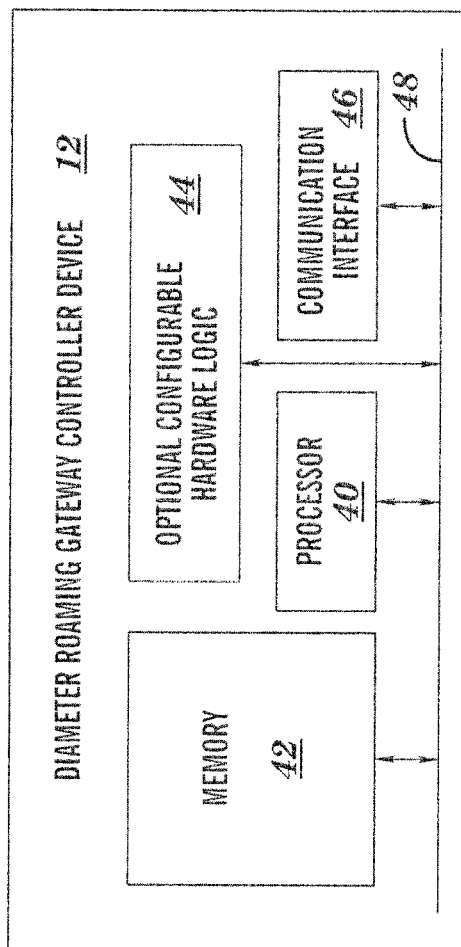 DIAMETER ROAMING GATEWAY CONTROLLER DEVICE 12
MEMORY
42
OPTIONAL CONFIGURABLE
HARDWARE LOGIC
44
PROCESSOR
40
COMMUNICATION
INTERFACE
46
48